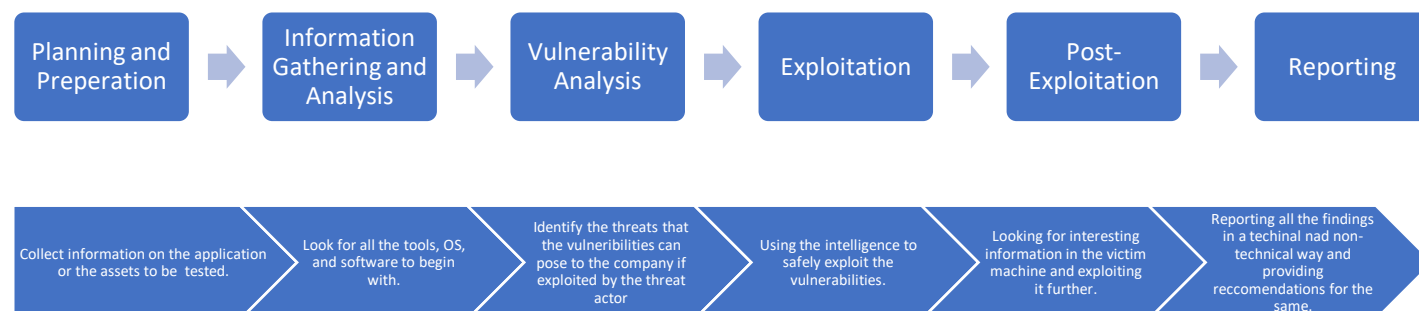 Planning and
Preperation
Information
Gathering and
Analysis
Vulnerability
Analysis
Exploitation
Post-
Exploitation
Reporting
Collect information on the application
or the assets to be tested.
Look for all the tools, OS,
and software to begin
with.
Identify the threats that
the vulneribilities can
pose to the company if
exploited by the threat
actor
Using the intelligence to
safely exploit the
vulnerabilities.
Looking for interesting
information in the victim
machine and exploiting
it further.
Reporting all the findings
in a techinal nad non-
technical way and
providing
reccomendations for the
same.